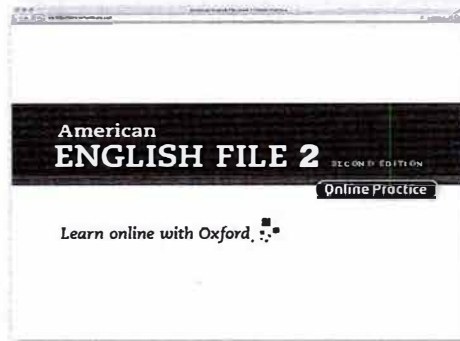 American
ENGLISH FILE 2 SECOND EDITION
Online Practice
Learn online with Oxford